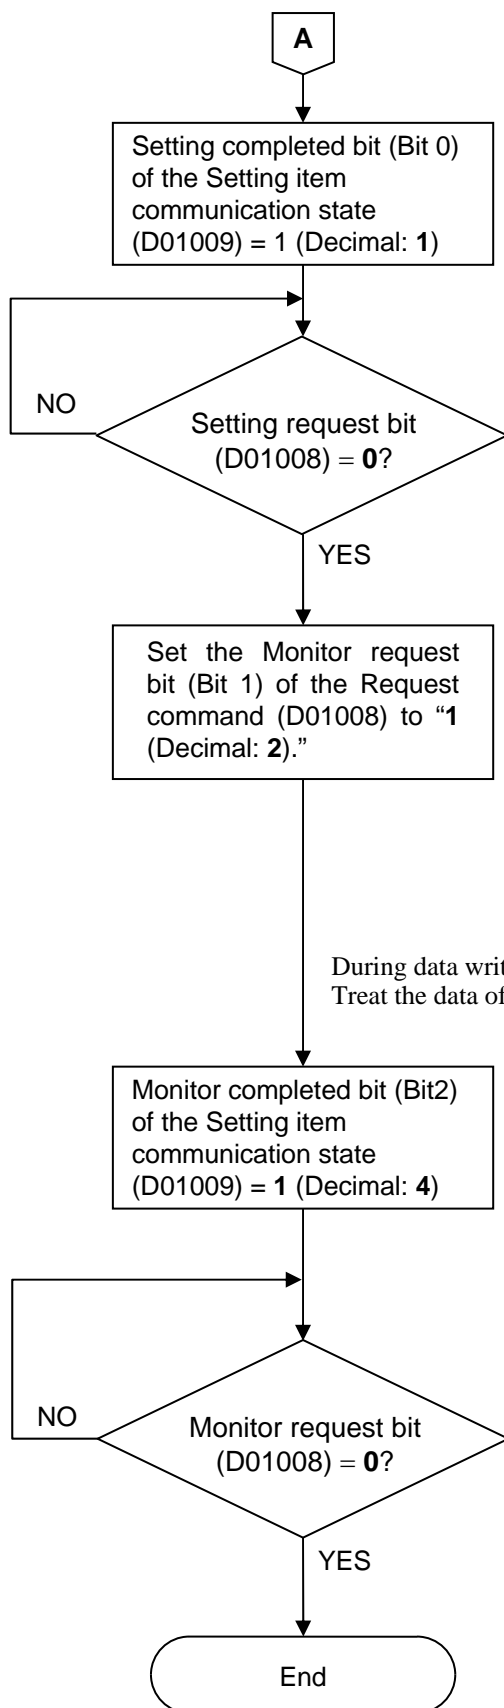 A
Setting completed bit (Bit 0)
of the Setting item
communication state
(D01009) = 1 (Decimal: 1)
NO
Setting request bit
(D01008) = 0?
YES
Set the Monitor request
bit (Bit 1) of the Request
command (D01008) to “1
(Decimal: 2).”
During data
Treat the data of
Monitor completed bit (Bit2)
of the Setting item
communication state
(D01009) = 1 (Decimal: 4)
NO
Monitor request bit
(D01008) = 0?
YES
End